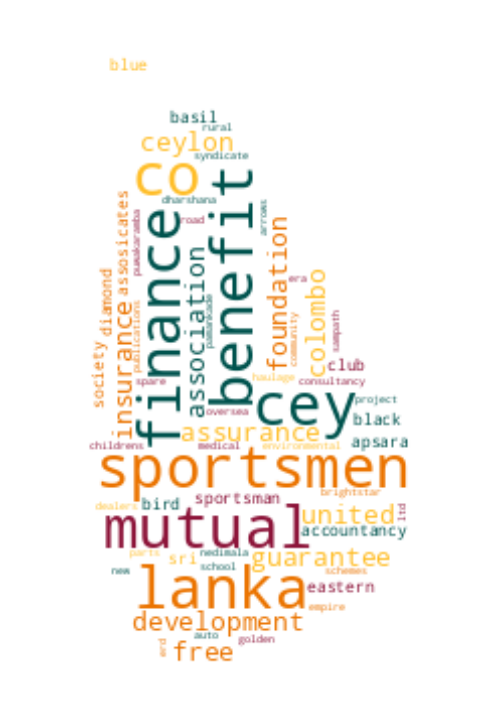 blue
basil
rural
ceylon
syndicate
co
dharshana
road
arrows
finance
benefit
assosicates
puwakaramba
association
pamankade
foundation
era
diamond
insurance
publications
community
colombo
sampath
society
spare
haulage
club
consultancy
cey
project
oversea
black
assurance
apsara
childrens
medical
environmental
sportsmen
brightstar
sportsman
dealers
bird
mutual
united
ltd
accountancy
parts
sri
nedimala
guarantee
new
school
schemes
lanka
eastern
empire
development
auto
golden
erd
free